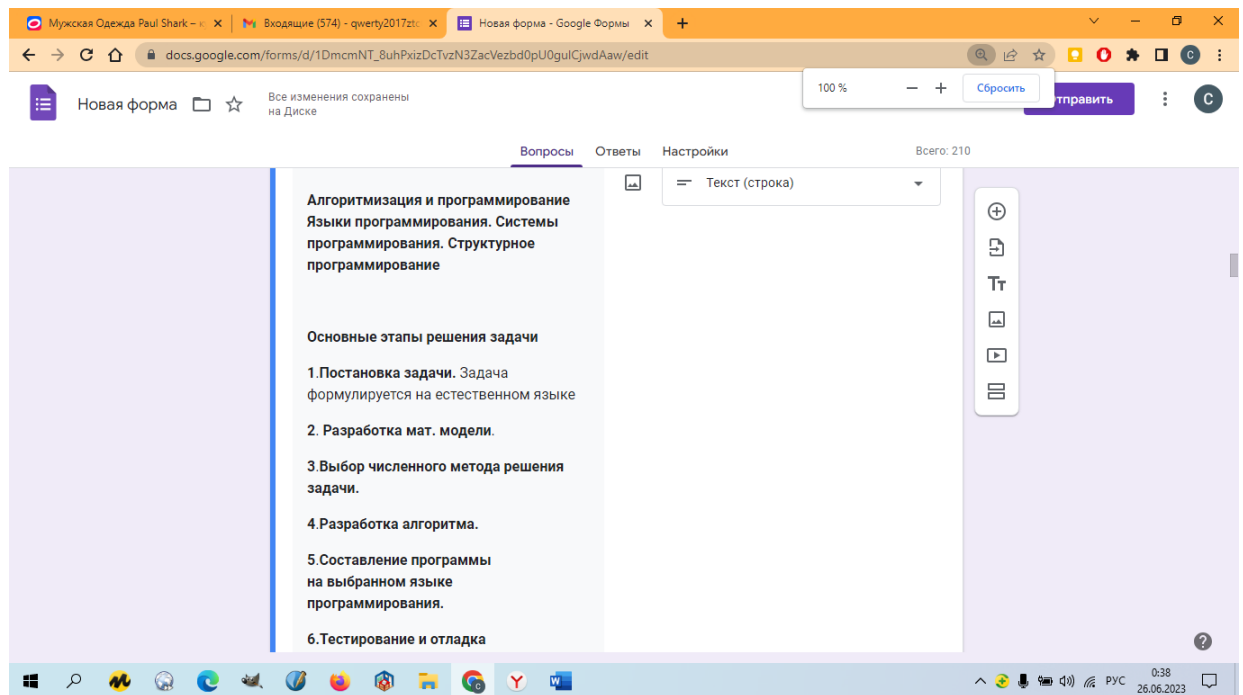 Мужская Одежда Paul Shark – к
Входящие (574) - qwerty2017ztc
Новая форма - Google Формы
docs.google.com/forms/d/1DmcmNT_8uhPxizDcTvzN3ZacVezbd0pU0guICjwdAaw/edit
100 %
Сбросить
Новая форма
Все изменения сохранены
на Диске
тправить
C
Вопросы Ответы Настройки
Всего: 210
Текст (строка)
Алгоритмизация и программирование
Языки программирования. Системы
программирования. Структурное
программирование
Tт
Основные этапы решения задачи
1.Постановка задачи. Задача
формулируется на естественном языке
2. Разработка мат. модели.
3.Выбор численного метода решения
задачи.
4.Разработка алгоритма.
5.Составление программы
на выбранном языке
программирования.
6.Тестирование и отладка
РУС
0:38
26.06.2023